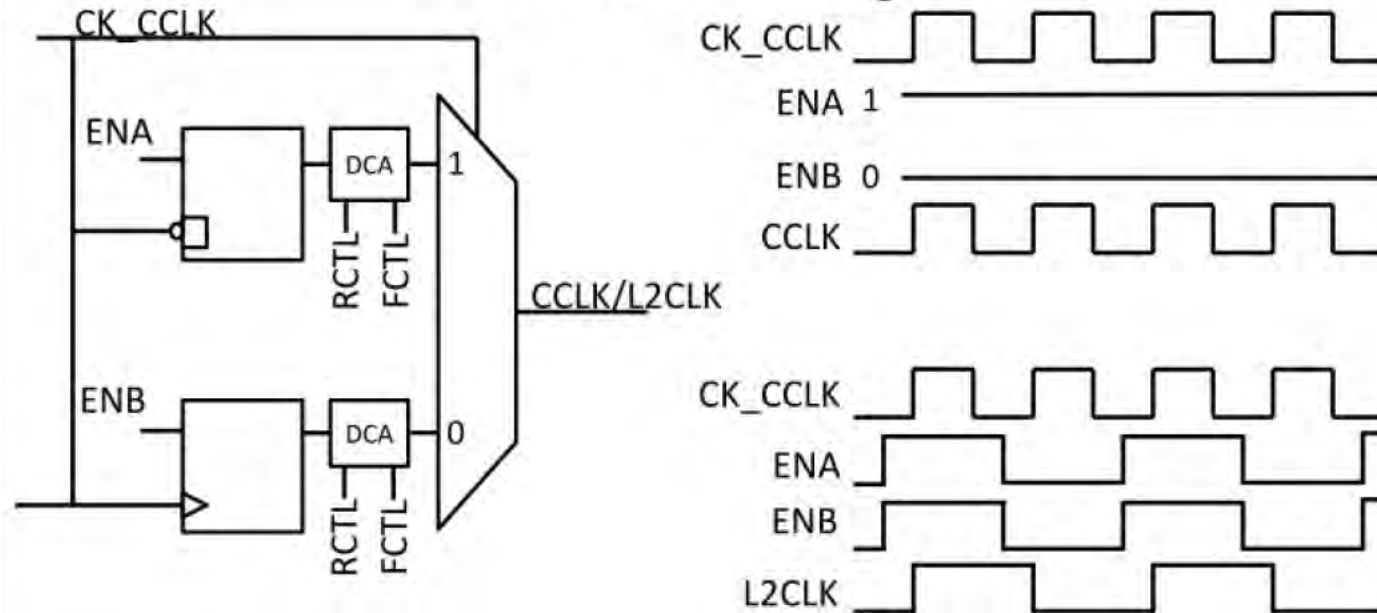 CK_CCLK
ENA
DCA
1
RCTL
FCTL
CCLK/L2CLK
ENB
DCA
0
RCTL
FCTL
CK_CCLK
ENA 1
ENB 0
CCLK
CK_CCLK
ENA
ENB
L2CLK